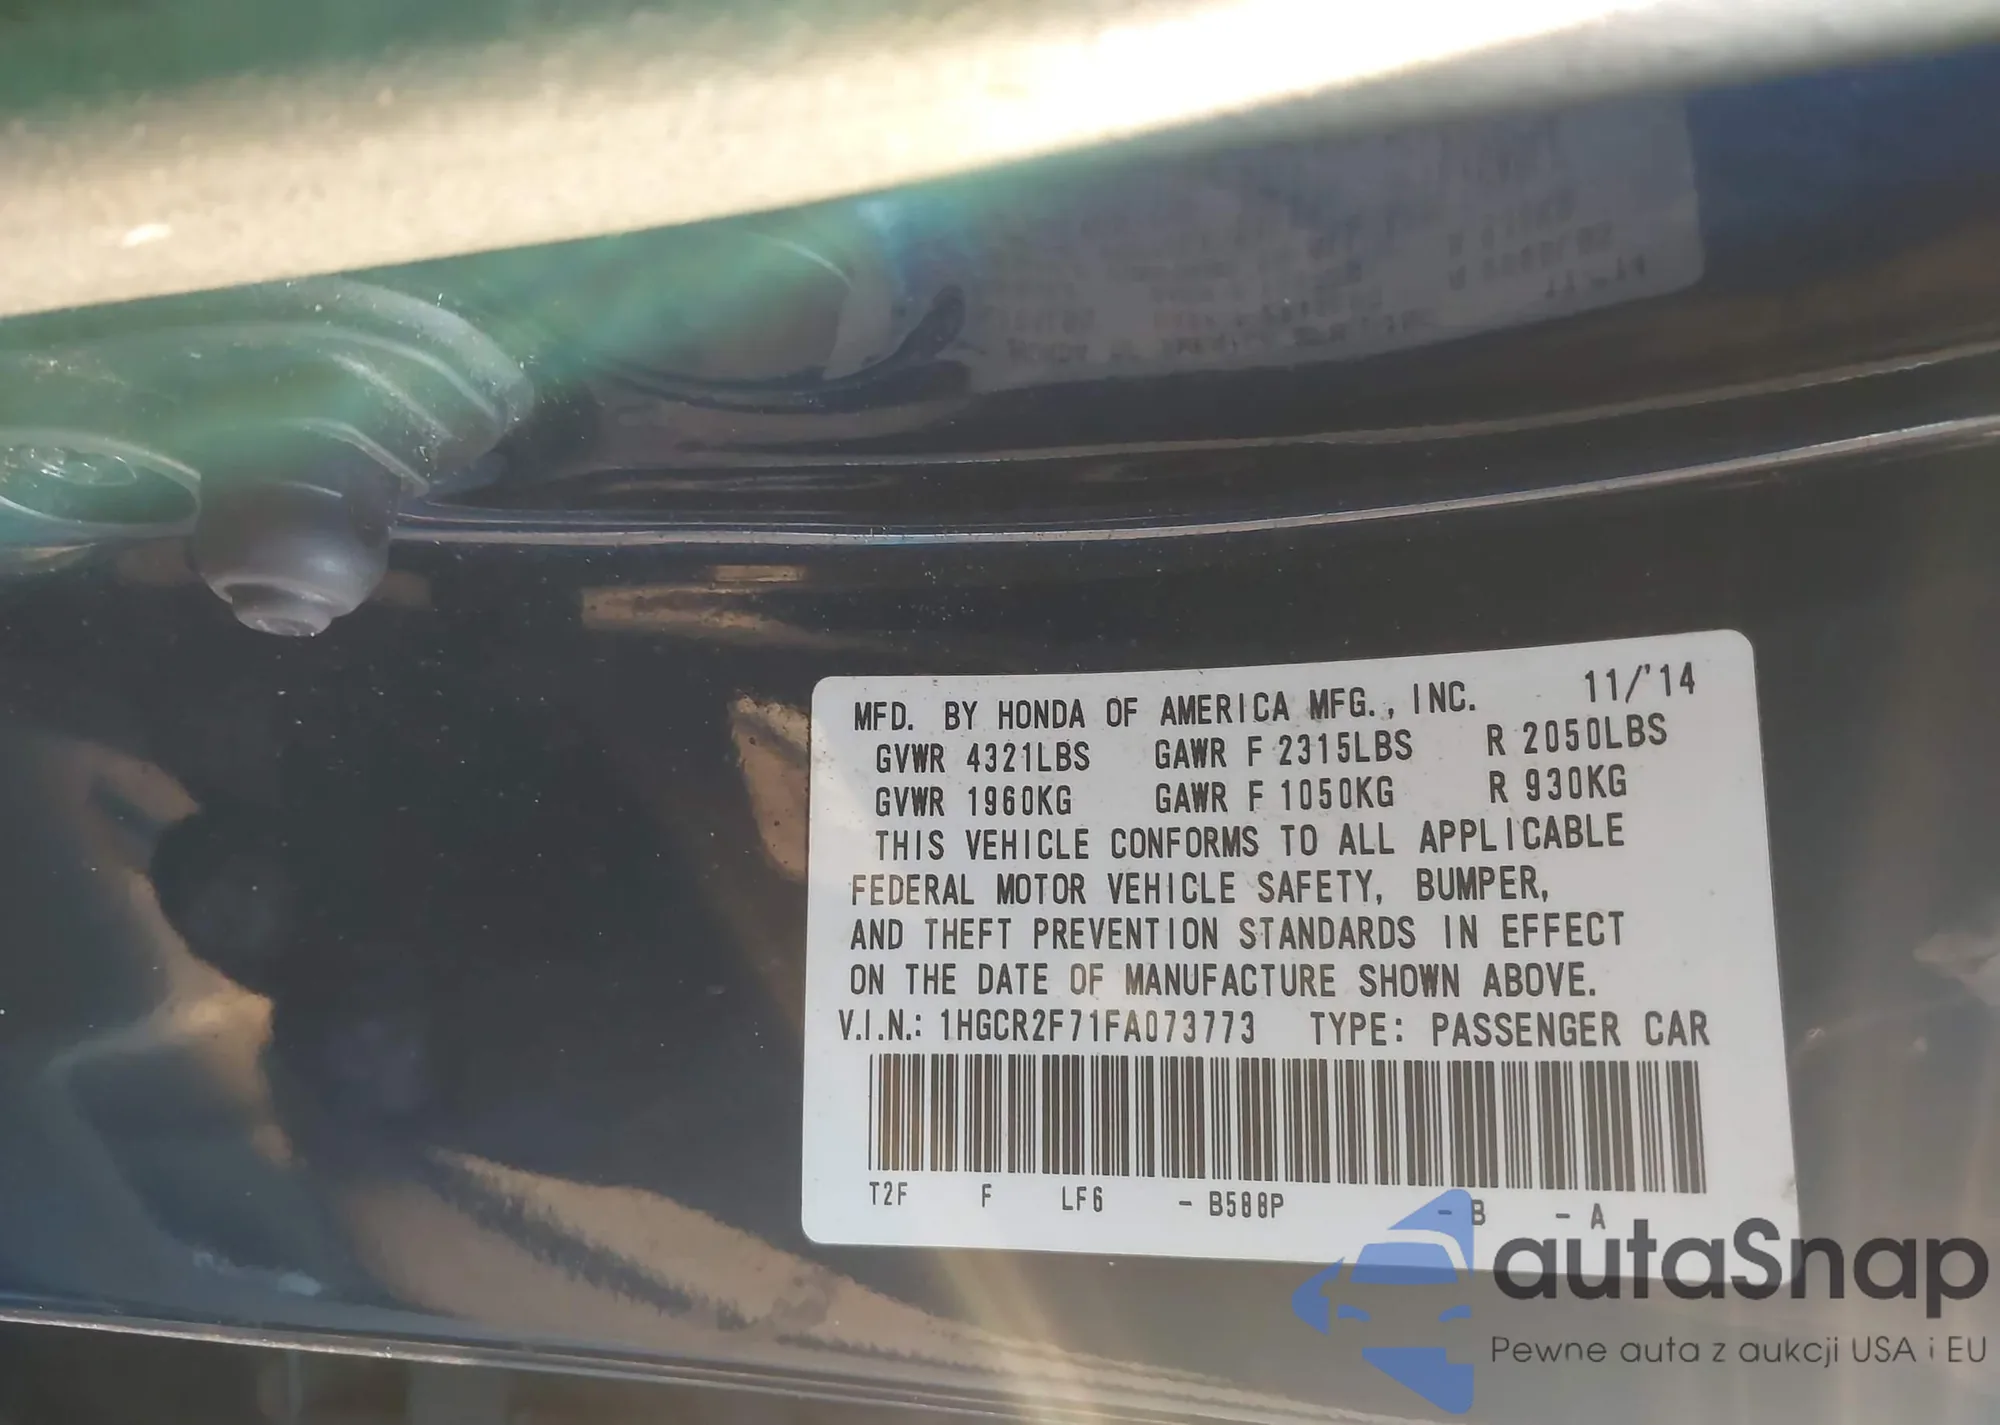 MFD. BY HONDA OF AMERICA MFG., INC. 11/'14
GVWR 4321LBS GAWR F 2315LBS R 2050LBS
GVWR 1960KG GAWR F 1050KG R 930KG
THIS VEHICLE CONFORMS TO ALL APPLICABLE
FEDERAL MOTOR VEHICLE SAFETY, BUMPER,
AND THEFT PREVENTION STANDARDS IN EFFECT
ON THE DATE OF MANUFACTURE SHOWN ABOVE.
V.I.N.: 1HGCR2F71FA073773 TYPE: PASSENGER CAR
T2F F LF6 - B588P - B - A
autaSnap
Pewne auta z aukcji USA i EU